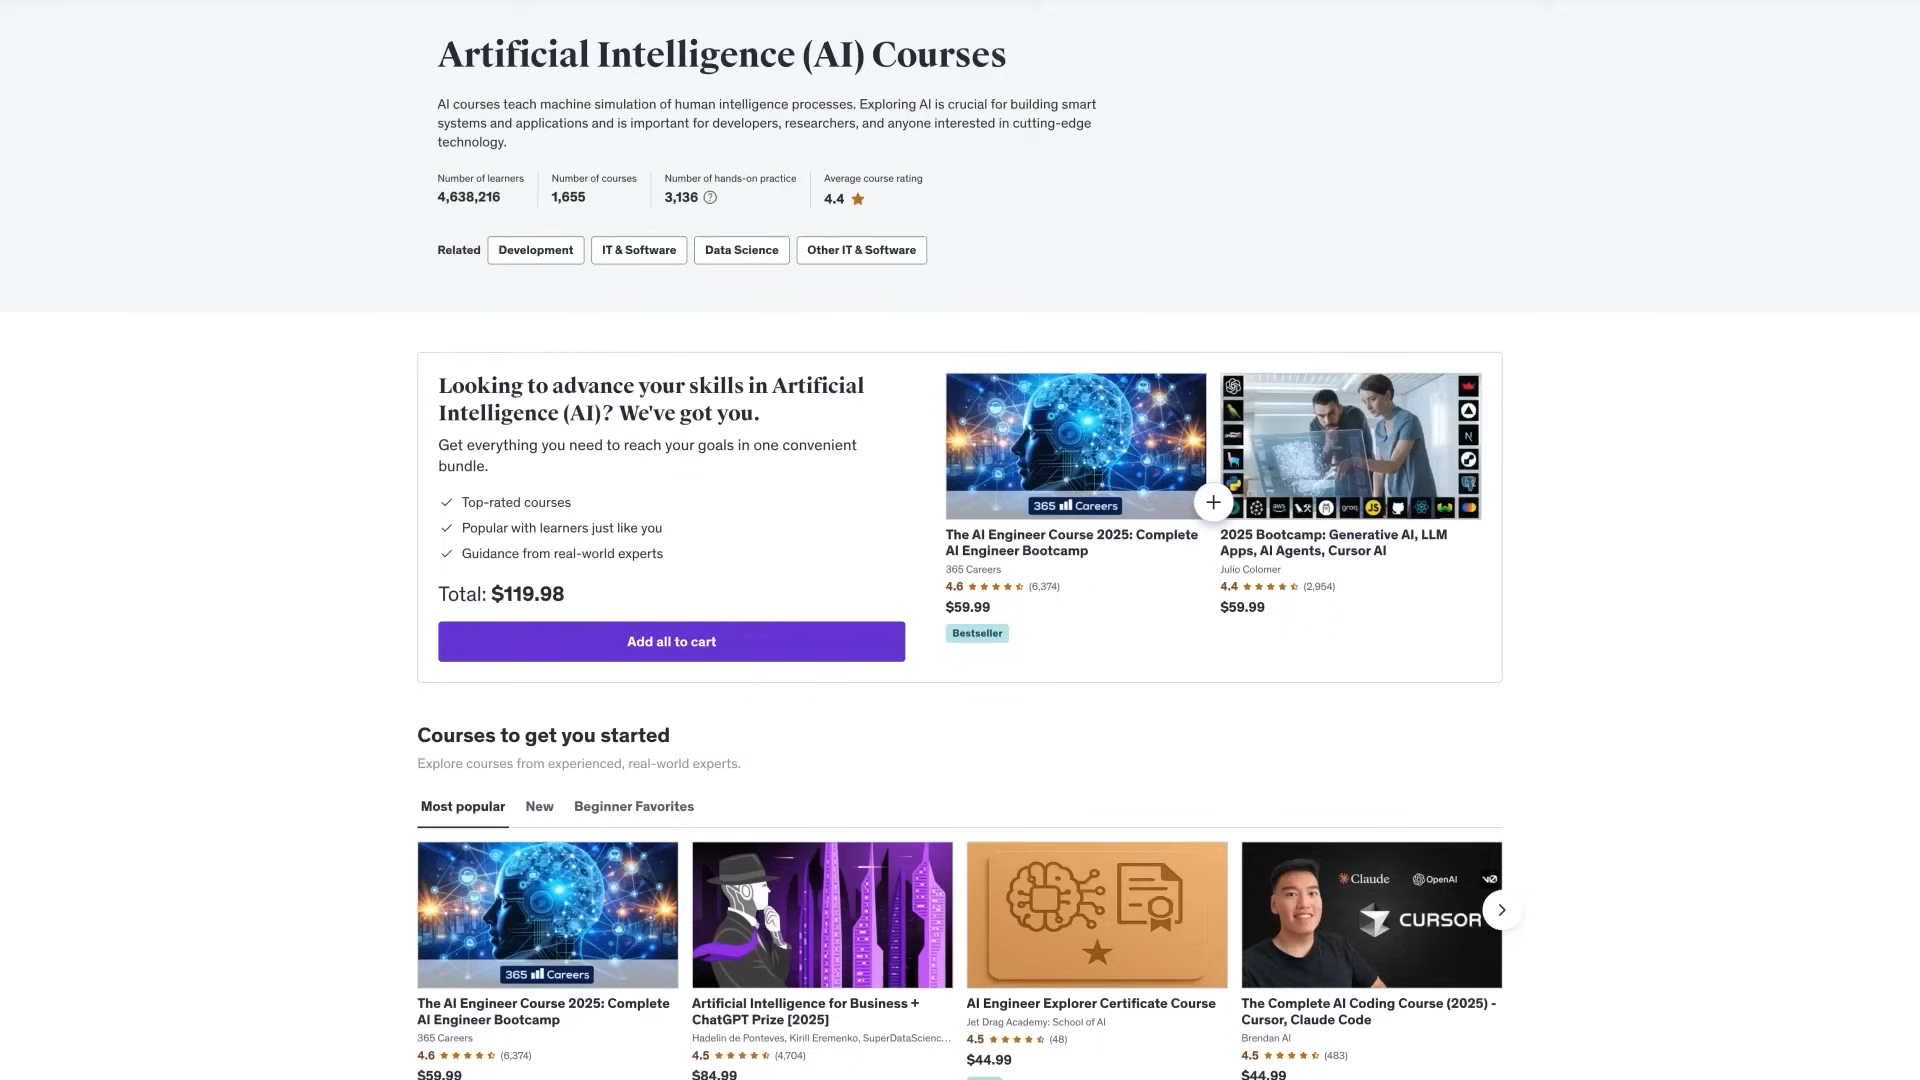 Artificial Intelligence (AI) Courses
AI courses teach machine simulation of human intelligence processes. Exploring AI is crucial for building smart
systems and applications and is important for developers, researchers, and anyone interested in cutting-edge
technology.
Number of learners
4,638,216
Number of courses
1,655
Number of hands-on practice
3,136
Average course rating
4.4
Related
Development
IT & Software
Data Science
Other IT & Software
Looking to advance your skills in Artificial
Intelligence (AI)? We've got you.
Get everything you need to reach your goals in one convenient
bundle.
Top-rated courses
Popular with learners just like you
Guidance from real-world experts
Total: $119.98
Add all to cart
365 Careers
The AI Engineer Course 2025: Complete
AI Engineer Bootcamp
365 Careers
4.6 (6,374)
$59.99
Bestseller
aws
groq
JS
2025 Bootcamp: Generative AI, LLM
Apps, AI Agents, Cursor AI
Julio Colomer
4.4 (2,954)
$59.99
Courses to get you started
Explore courses from experienced, real-world experts.
Most popular
New
Beginner Favorites
365 Careers
The AI Engineer Course 2025: Complete
AI Engineer Bootcamp
365 Careers
4.6 (6,374)
$59.99
Artificial Intelligence for Business +
ChatGPT Prize [2025]
Hadelin de Ponteves, Kirill Eremenko, SuperDataScienc...
4.5 (4,704)
$84.99
AI Engineer Explorer Certificate Course
Jet Drag Academy: School of AI
4.5 (48)
$44.99
Claude
OpenAI
v0
CURSOR
The Complete AI Coding Course (2025) -
Cursor, Claude Code
Brendan AI
4.5 (483)
$44.99